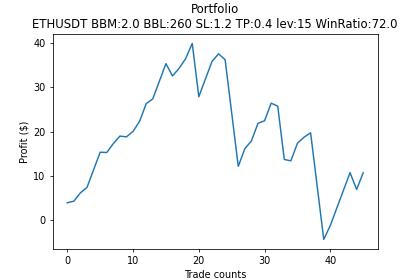 Portfolio
ETHUSDT BBM:2.0 BBL:260 SL:1.2 TP:0.4 lev:15 WinRatio:72.0
40
30
20
10
0
Profit ($)
0
10
20
30
40
Trade counts